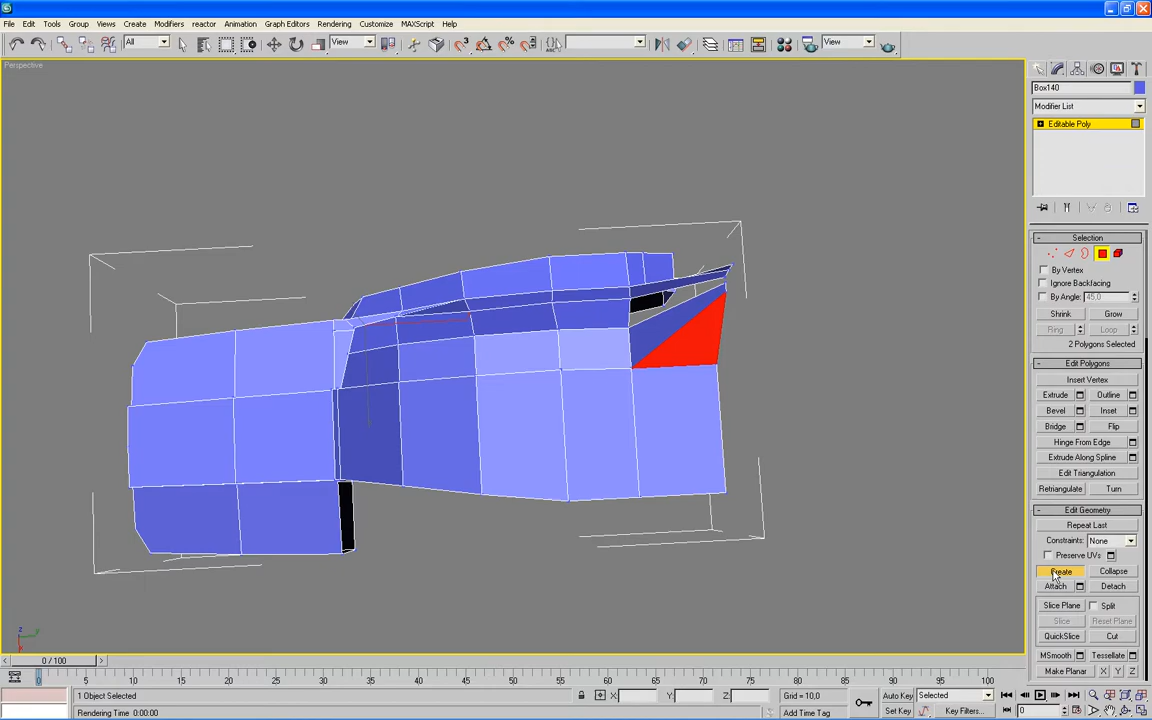 File Edit Tools Group Views Create Modifiers reactor Animation Graph Editors Rendering Customize MAXScript Help
All View View
Perspective
Box140
Modifier List
Editable Poly
Selection
By Vertex
Ignore Backfacing
By Angle: 45,0
Shrink Grow
Ring Loop
2 Polygons Selected
Edit Polygons
Insert Vertex
Extrude Outline
Bevel Inset
Bridge Flip
Hinge From Edge
Extrude Along Spline
Edit Triangulation
Retriangulate Turn
Edit Geometry
Repeat Last
Constraints: None
Preserve UVs
Create Collapse
Attach Detach
Slice Plane Split
Slice Reset Plane
QuickSlice Cut
MSmooth Tessellate
Make Planar X Y Z
0 / 100
0 5 10 15 20 25 30 35 40 45 50 55 60 65 70 75 80 85 90 95 100
1 Object Selected X: Y: Z: Grid = 10,0 Auto Key Selected
Rendering Time 0:00:00 Add Time Tag Set Key Key Filters... 0